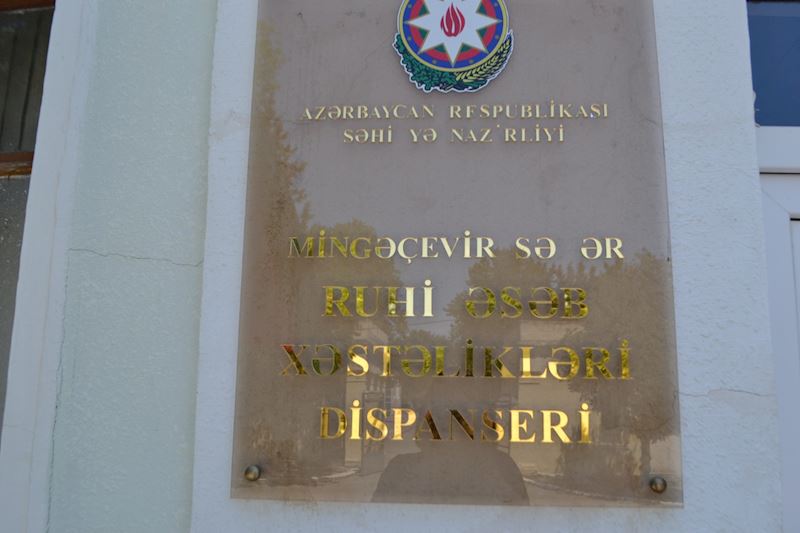 AZƏRBAYCAN RESPUBLİKASI
SƏHİ YƏ NAZ'RLİYİ
MİNGƏÇEVİR SƏ ƏR
RUHİ ƏSƏB
XƏSTƏLİKLƏRİ
DİSPANSERİ